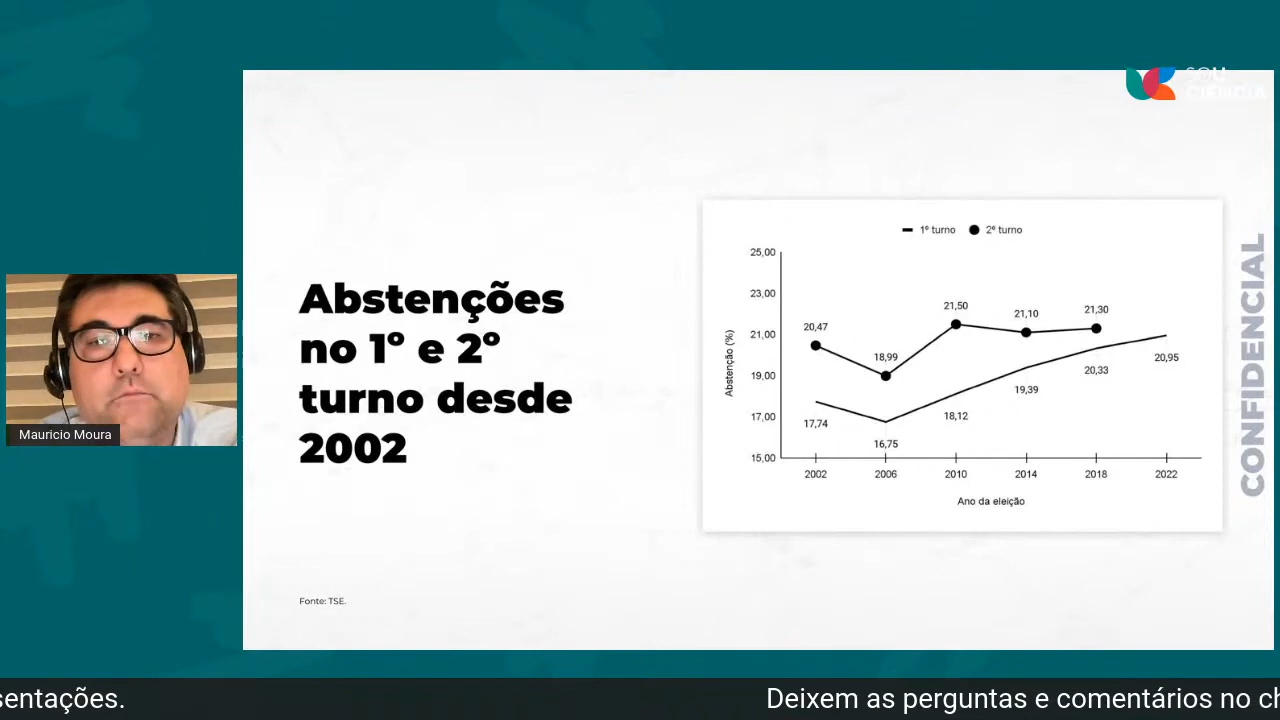 SOU
CIÊNCIA
Abstenções
no 1º e 2º
turno desde
2002
1º turno 2º turno
25,00
23,00
21,00
19,00
17,00
15,00
Abstenção (%)
20,47
18,99
21,50
21,10
21,30
17,74
16,75
18,12
19,39
20,33
20,95
2002 2006 2010 2014 2018 2022
Ano da eleição
CONFIDENCIAL
Mauricio Moura
Fonte: TSE.
sentações. Deixem as perguntas e comentários no ch